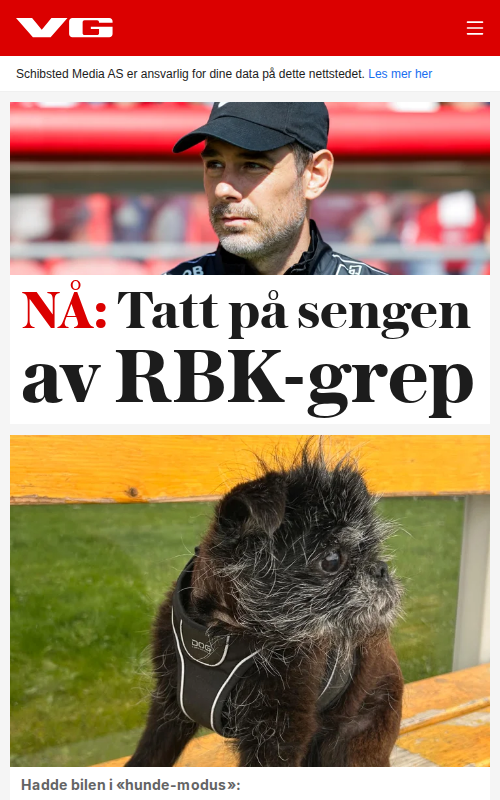 VG
Schibsted Media AS er ansvarlig for dine data på dette nettstedet. Les mer her
NÅ: Tatt på sengen
av RBK-grep
DOG
Hadde bilen i «hunde-modus»: